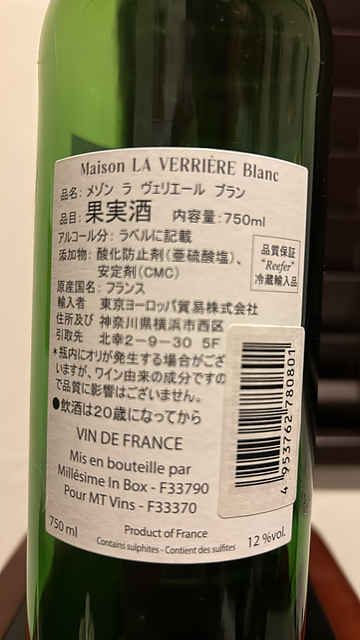 Maison LA VERRIÈRE Blanc
品名: メゾン ラ ヴェリエール ブラン
品目: 果実酒 内容量: 750ml
アルコール分: ラベルに記載
添加物: 酸化防止剤(亜硫酸塩)、
安定剤(CMC)
品質保証
"Reefer"
冷蔵輸入品
原産国名: フランス
輸入者 東京ヨーロッパ貿易株式会社
住所及び 神奈川県横浜市西区
引取先 北幸2-9-30 5F
*瓶内にオリが発生する場合がござ
いますが、ワイン由来の成分ですの
で品質に影響はございません。
●飲酒は20歳になってから
VIN DE FRANCE
Mis en bouteille par
Millésime In Box - F33790
Pour MT Vins - F33370
4 953762 780801
750 ml Product of France 12 %vol.
Contains sulphites - Contient des sulfites